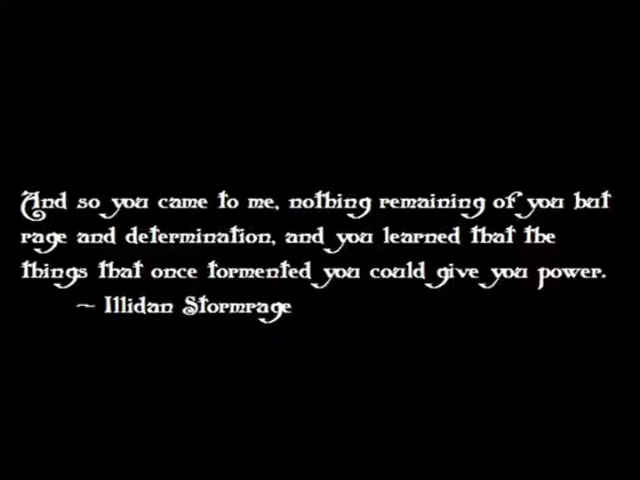 And so you came to me, nothing remaining of you but
rage and determination, and you learned that the
things that once tormented you could give you power.
~ Illidan Stormrage